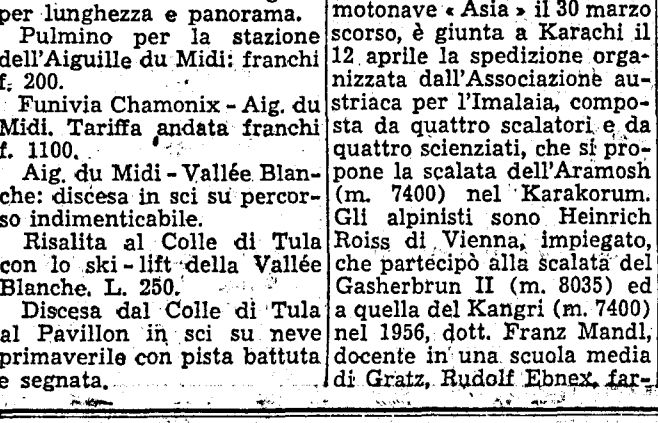 per lunghezza e panorama.
Pulmino per la stazione
dell'Aiguille du Midi: franchi
f. 200.
Funivia Chamonix - Aig. du
Midi. Tariffa andata franchi
f. 1100.
Aig. du Midi - Vallée Blan-
che: discesa in sci su percor-
so indimenticabile.
Risalita al Colle di Tula
con lo ski - lift della Vallée
Blanche. L. 250.
Discesa dal Colle di Tula
al Pavillon in sci su neve
primaverile con pista battuta
e segnata.
motonave « Asia » il 30 marzo
scorso, è giunta a Karachi il
12 aprile la spedizione orga-
nizzata dall'Associazione au-
striaca per l'Imalaia, compo-
sta da quattro scalatori e da
quattro scienziati, che si pro-
pone la scalata dell'Aramosh
(m. 7400) nel Karakorum.
Gli alpinisti sono Heinrich
Roiss di Vienna, impiegato,
che partecipò alla scalata del
Gasherbrun II (m. 8035) ed
a quella del Kangri (m. 7400)
nel 1956, dott. Franz Mandl,
docente in una scuola media
di Gratz, Rudolf Ebnex, far-